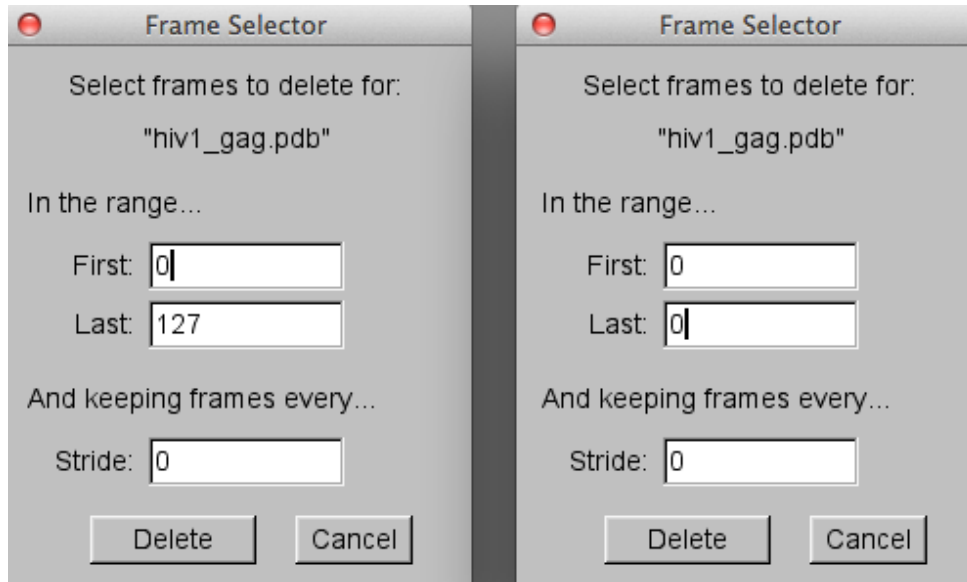 Frame Selector
Select frames to delete for:
"hiv1_gag.pdb"
In the range...
First: 0
Last: 127
And keeping frames every...
Stride: 0
Delete Cancel
Frame Selector
Select frames to delete for:
"hiv1_gag.pdb"
In the range...
First: 0
Last: 0
And keeping frames every...
Stride: 0
Delete Cancel